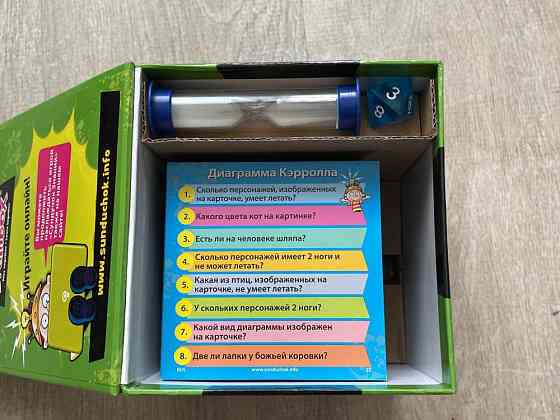 Играйте онлайн!
www.sunduchok.info
3
8
Диаграмма Кэрролла
1. Сколько персонажей, изображенных
на карточке, умеет летать?
2. Какого цвета кот на картинке?
3. Есть ли на человеке шляпа?
4. Сколько персонажей имеет 2 ноги и
не может летать?
5. Какая из птиц, изображенных на
карточке, не умеет летать?
6. У скольких персонажей 2 ноги?
7. Какой вид диаграммы изображен
на карточке?
8. Две ли лапки у божьей коровки?
www.sunduchok.info